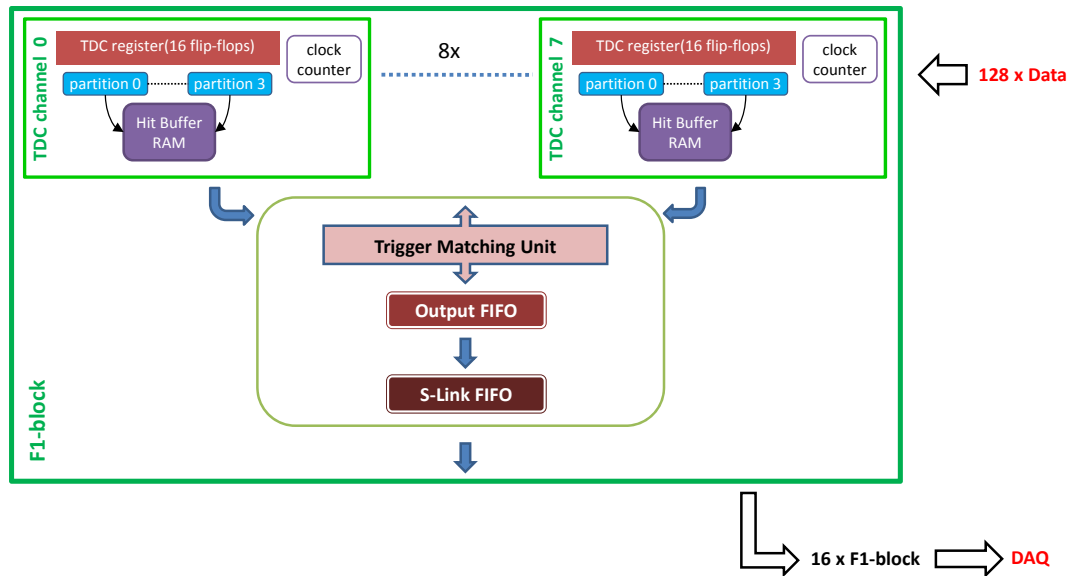 TDC channel 0
TDC register(16 flip-flops)
clock
counter
partition 0
partition 3
Hit Buffer
RAM
8x
TDC channel 7
TDC register(16 flip-flops)
clock
counter
partition 0
partition 3
Hit Buffer
RAM
128 x Data
Trigger Matching Unit
Output FIFO
S-Link FIFO
F1-block
16 x F1-block
DAQ